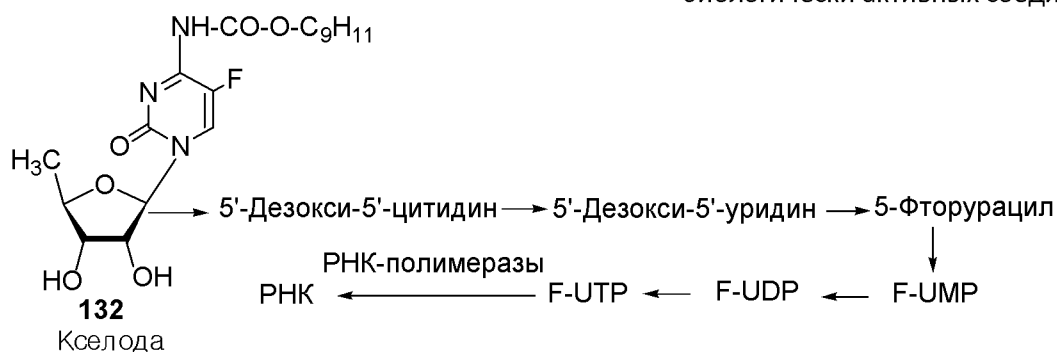 биологически активных соеди
NH-CO-O-C9H11
F
N
O
N
H3C
O
HO
OH
5'-Дезокси-5'-цитидин
5'-Дезокси-5'-уридин
5-Фторурацил
РНК-полимеразы
РНК
F-UTP
F-UDP
F-UMP
132
Кселода